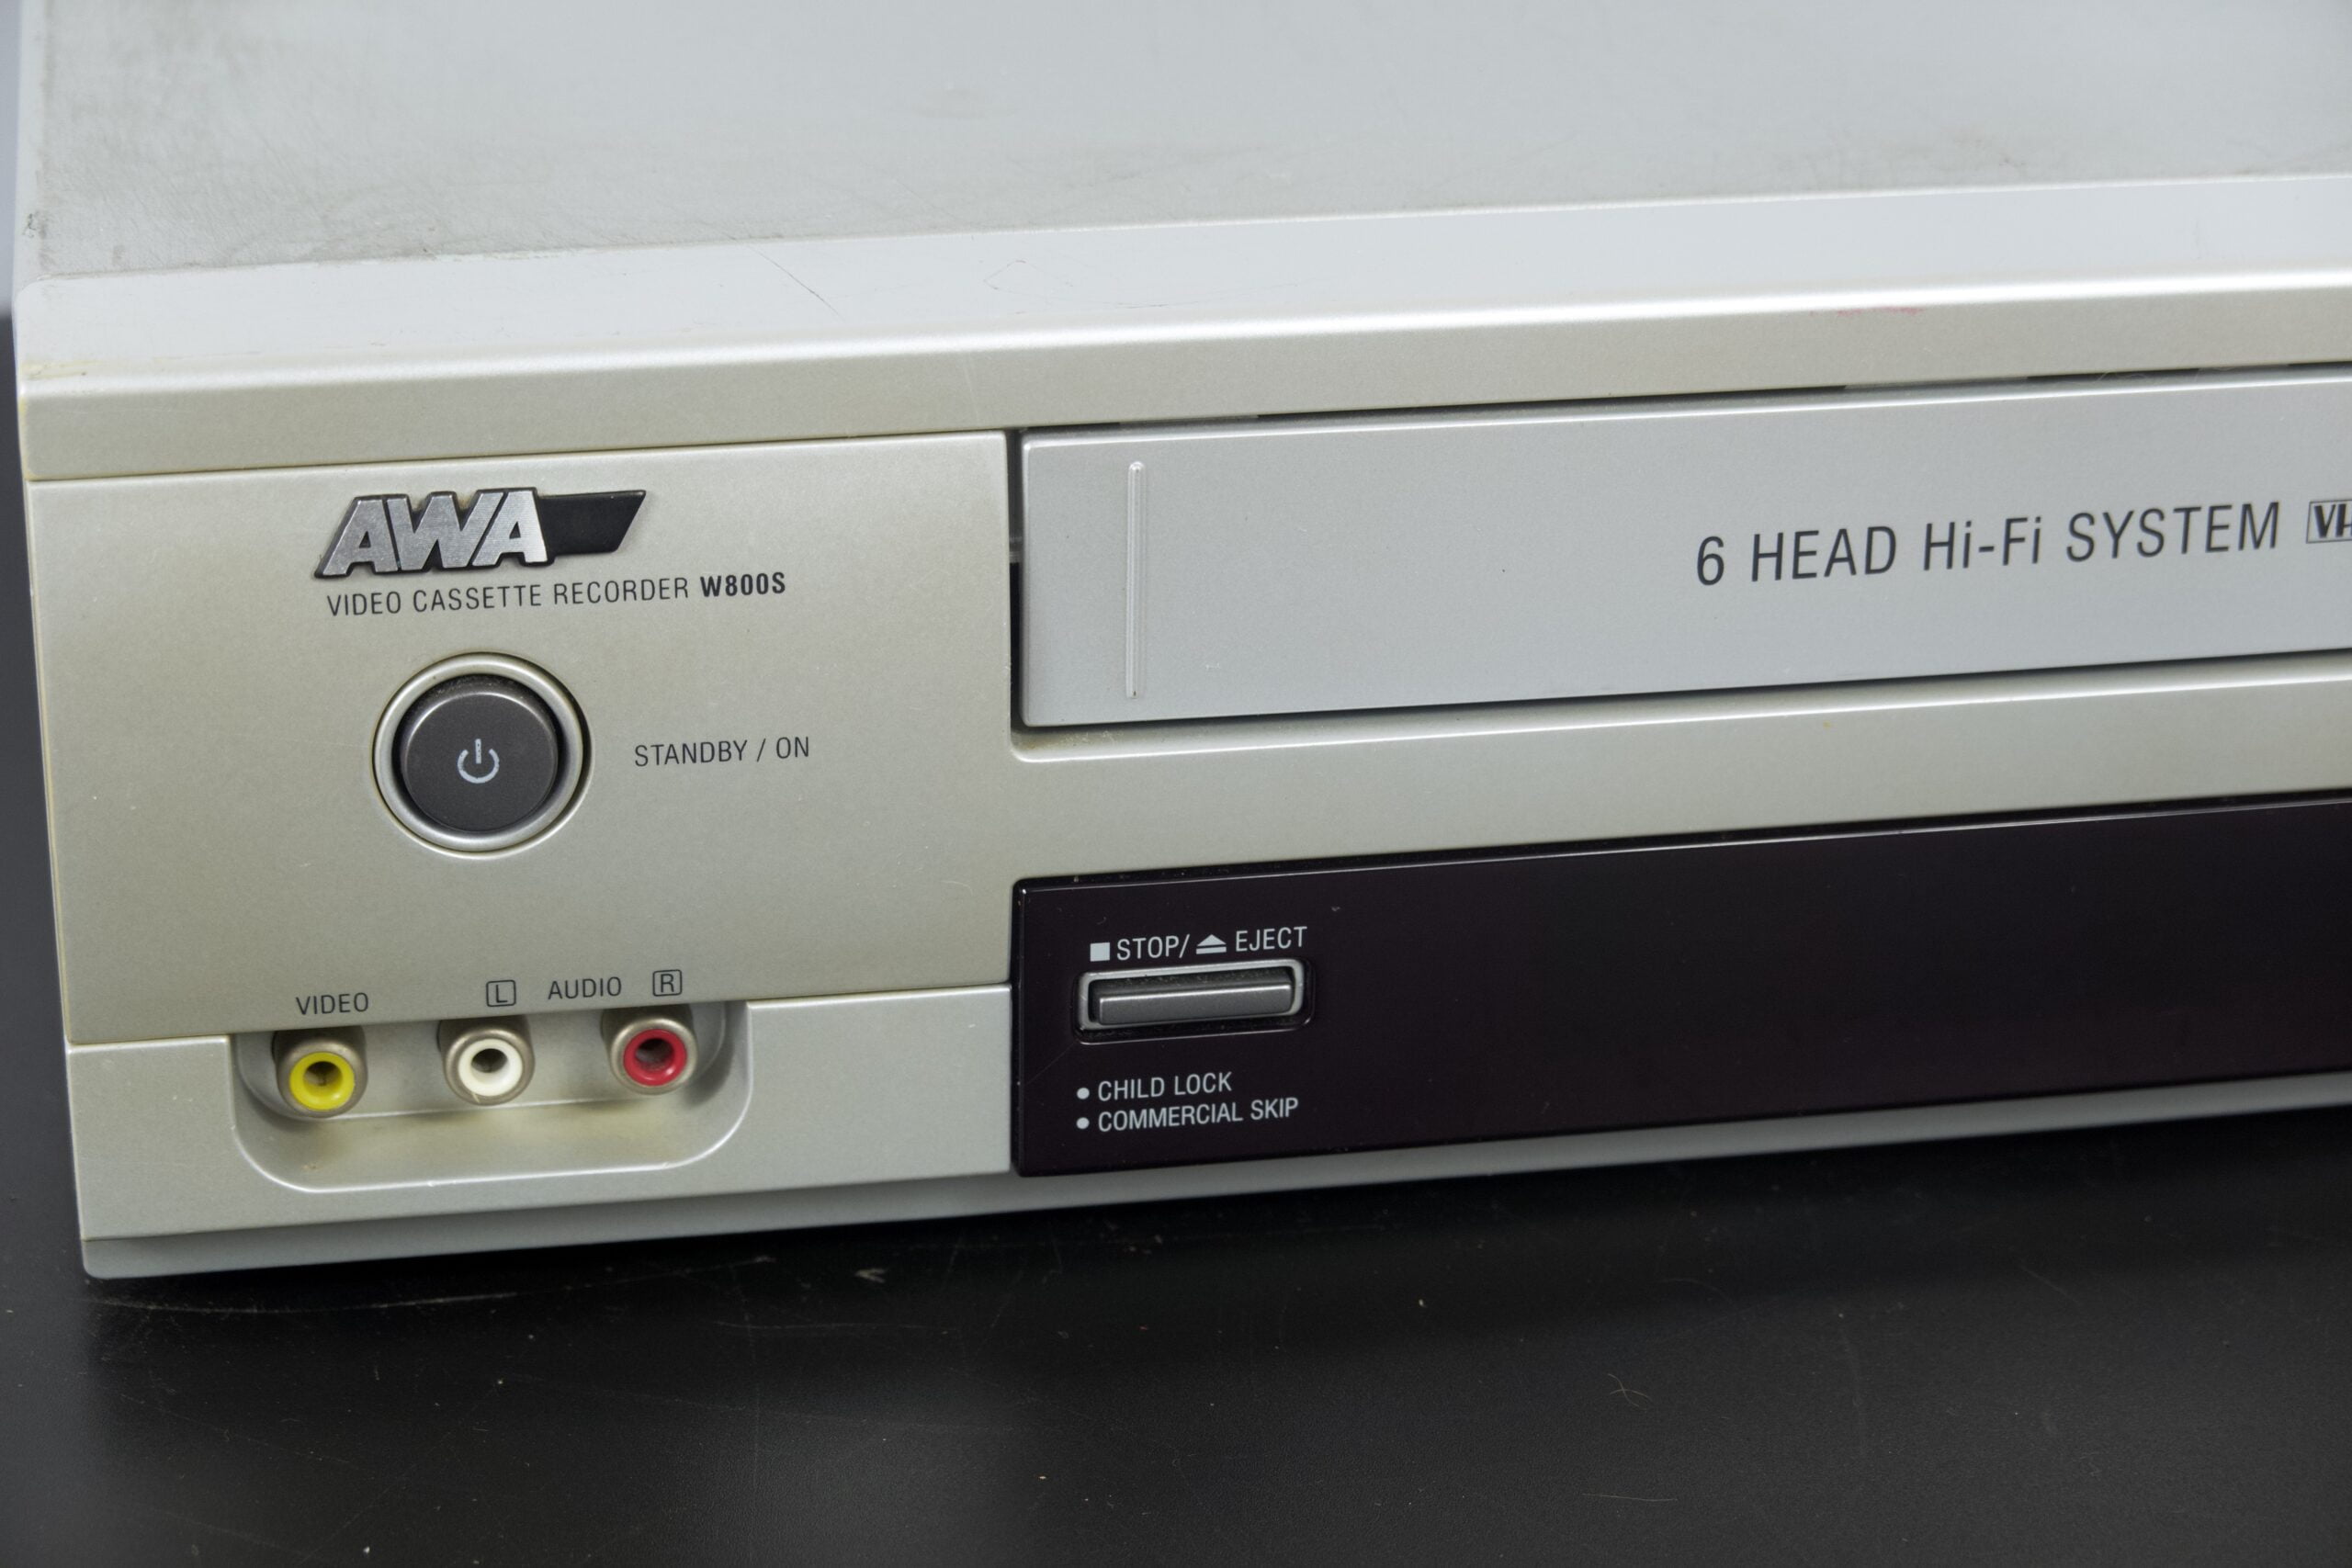 AWA
VIDEO CASSETTE RECORDER W800S
6 HEAD Hi-Fi SYSTEM
STANDBY / ON
STOP/ EJECT
VIDEO L AUDIO R
• CHILD LOCK
• COMMERCIAL SKIP